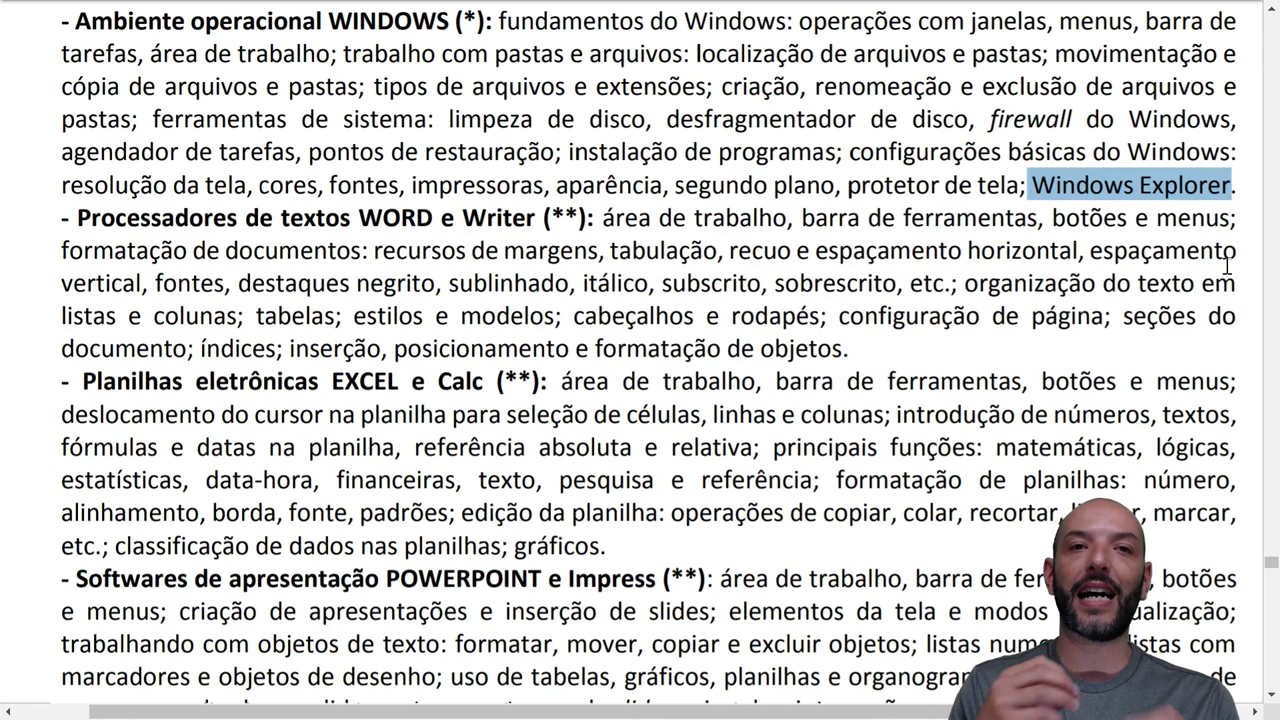 - Ambiente operacional WINDOWS (*): fundamentos do Windows: operações com janelas, menus, barra de
tarefas, área de trabalho; trabalho com pastas e arquivos: localização de arquivos e pastas; movimentação e
cópia de arquivos e pastas; tipos de arquivos e extensões; criação, renomeação e exclusão de arquivos e
pastas; ferramentas de sistema: limpeza de disco, desfragmentador de disco, firewall do Windows,
agendador de tarefas, pontos de restauração; instalação de programas; configurações básicas do Windows:
resolução da tela, cores, fontes, impressoras, aparência, segundo plano, protetor de tela; Windows Explorer.
- Processadores de textos WORD e Writer (**): área de trabalho, barra de ferramentas, botões e menus;
formatação de documentos: recursos de margens, tabulação, recuo e espaçamento horizontal, espaçamento
vertical, fontes, destaques negrito, sublinhado, itálico, subscrito, sobrescrito, etc.; organização do texto em
listas e colunas; tabelas; estilos e modelos; cabeçalhos e rodapés; configuração de página; seções do
documento; índices; inserção, posicionamento e formatação de objetos.
- Planilhas eletrônicas EXCEL e Calc (**): área de trabalho, barra de ferramentas, botões e menus;
deslocamento do cursor na planilha para seleção de células, linhas e colunas; introdução de números, textos,
fórmulas e datas na planilha, referência absoluta e relativa; principais funções: matemáticas, lógicas,
estatísticas, data-hora, financeiras, texto, pesquisa e referência; formatação de planilhas: número,
alinhamento, borda, fonte, padrões; edição da planilha: operações de copiar, colar, recortar, marcar,
etc.; classificação de dados nas planilhas; gráficos.
- Softwares de apresentação POWERPOINT e Impress (**): área de trabalho, barra de botões
e menus; criação de apresentações e inserção de slides; elementos da tela e modos
trabalhando com objetos de texto: formatar, mover, copiar e excluir objetos; listas com
marcadores e objetos de desenho; uso de tabelas, gráficos, planilhas e de